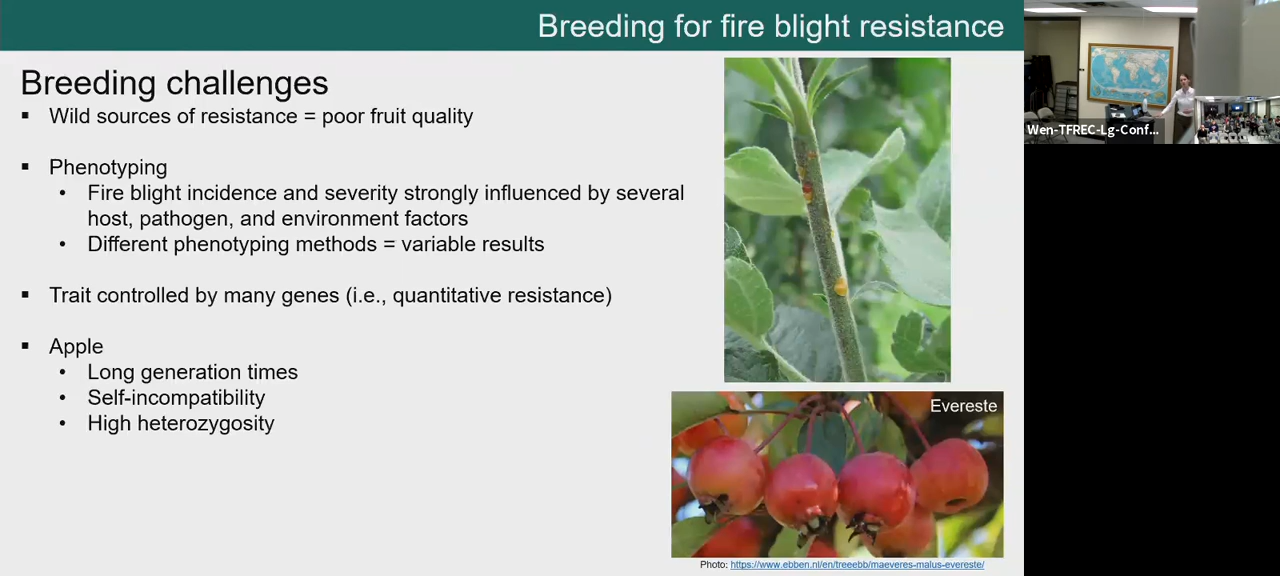 Breeding for fire blight resistance
Breeding challenges
▪ Wild sources of resistance = poor fruit quality
▪ Phenotyping
• Fire blight incidence and severity strongly influenced by several
host, pathogen, and environment factors
• Different phenotyping methods = variable results
▪ Trait controlled by many genes (i.e., quantitative resistance)
▪ Apple
• Long generation times
• Self-incompatibility
• High heterozygosity
Evereste
Photo: https://www.ebben.nl/en/treeebb/maeveres-malus-evereste/
Wen-TFREC-Lg-Conf...